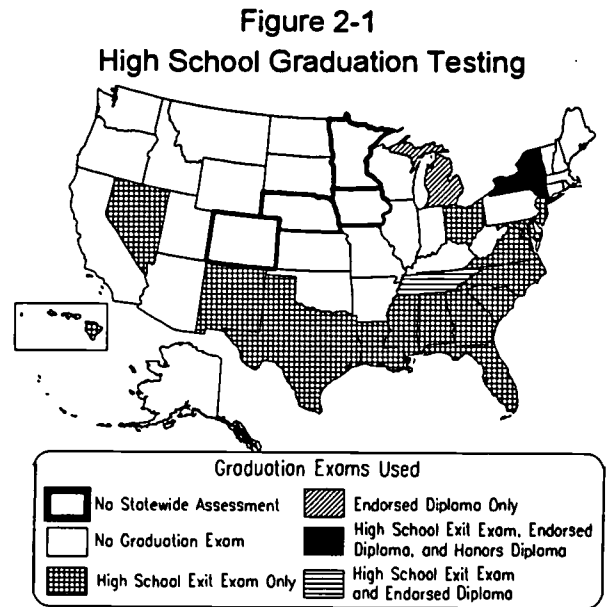 Figure 2-1
High School Graduation Testing
Graduation Exams Used
No Statewide Assessment
No Graduation Exam
High School Exit Exam Only
Endorsed Diploma Only
High School Exit Exam, Endorsed
Diploma, and Honors Diploma
High School Exit Exam
and Endorsed Diploma